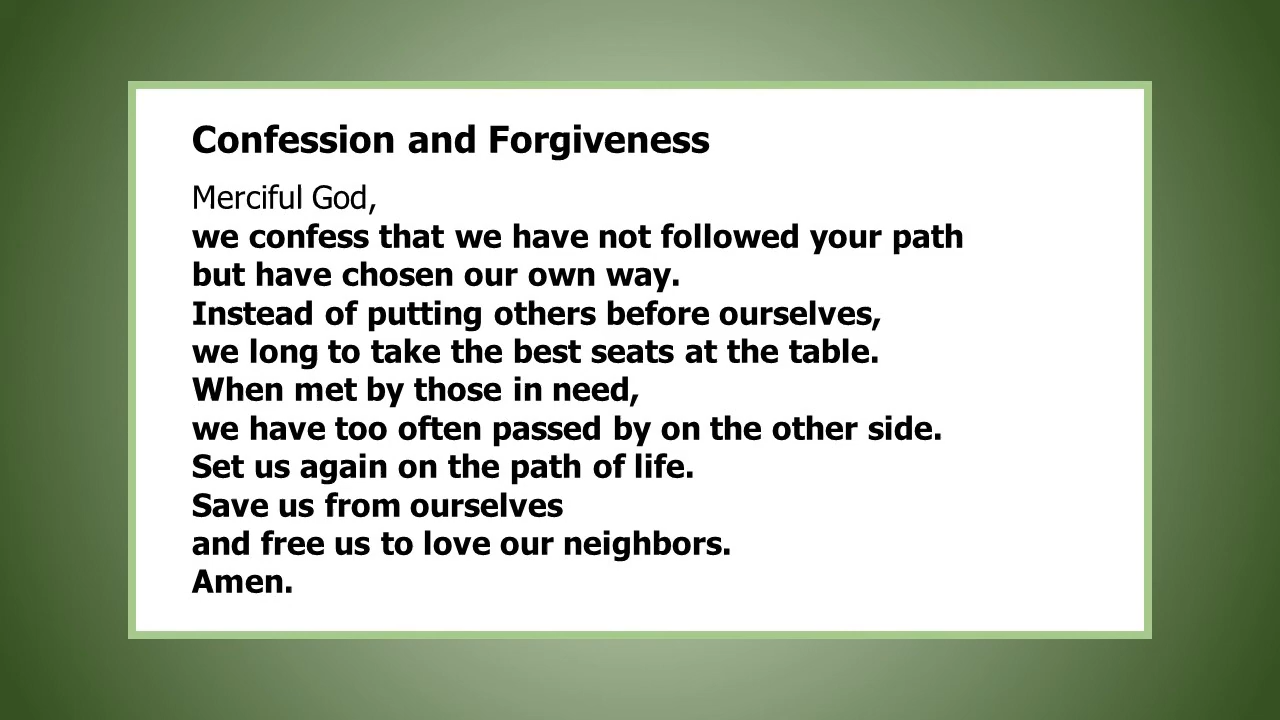 Confession and Forgiveness
Merciful God,
we confess that we have not followed your path
but have chosen our own way.
Instead of putting others before ourselves,
we long to take the best seats at the table.
When met by those in need,
we have too often passed by on the other side.
Set us again on the path of life.
Save us from ourselves
and free us to love our neighbors.
Amen.